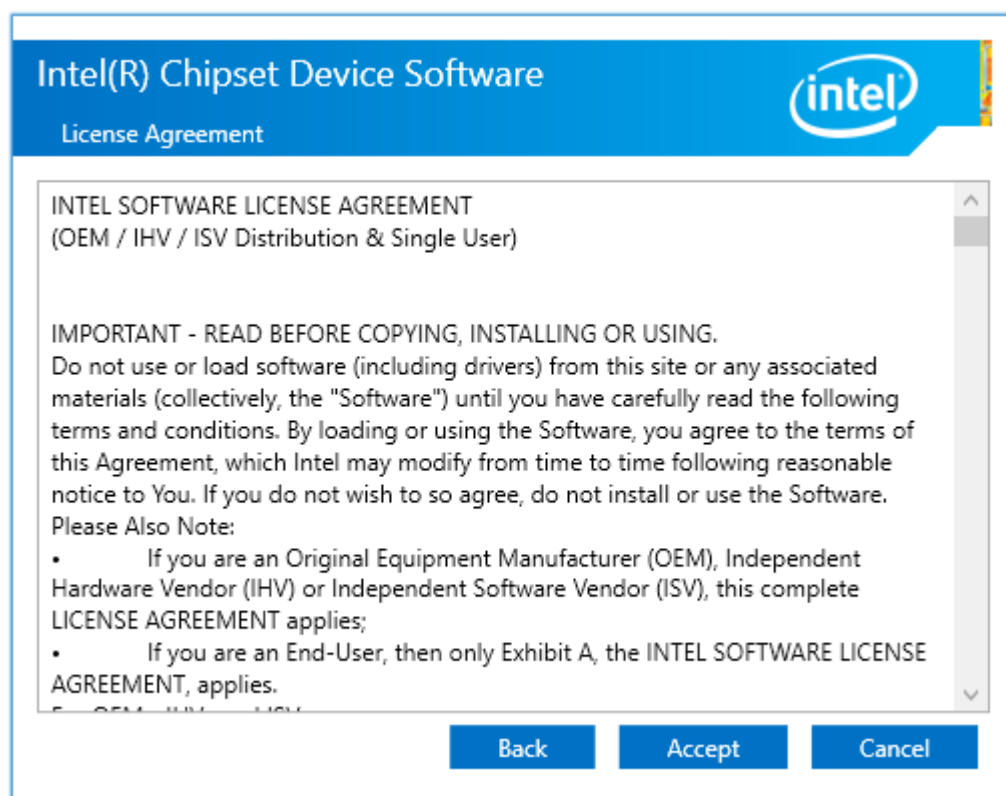 Intel(R) Chipset Device Software
intel
License Agreement
INTEL SOFTWARE LICENSE AGREEMENT
(OEM / IHV / ISV Distribution & Single User)
IMPORTANT - READ BEFORE COPYING, INSTALLING OR USING.
Do not use or load software (including drivers) from this site or any associated
materials (collectively, the "Software") until you have carefully read the following
terms and conditions. By loading or using the Software, you agree to the terms of
this Agreement, which Intel may modify from time to time following reasonable
notice to You. If you do not wish to so agree, do not install or use the Software.
Please Also Note:
• If you are an Original Equipment Manufacturer (OEM), Independent
Hardware Vendor (IHV) or Independent Software Vendor (ISV), this complete
LICENSE AGREEMENT applies;
• If you are an End-User, then only Exhibit A, the INTEL SOFTWARE LICENSE
AGREEMENT, applies.
Back Accept Cancel